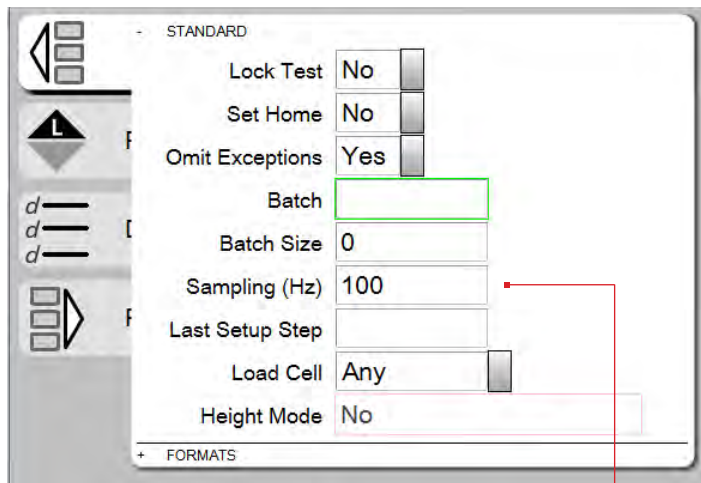 - STANDARD
Lock Test No
Set Home No
L
Omit Exceptions Yes
Batch
d
d
d
Batch Size 0
Sampling (Hz) 100
Last Setup Step
Load Cell Any
Height Mode No
+ FORMATS